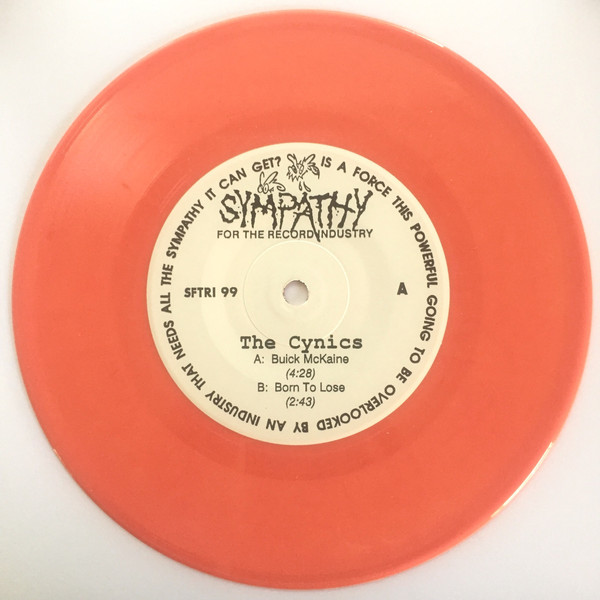 IS A FORCE THIS POWERFUL GOING TO BE OVERLOOKED BY AN INDUSTRY THAT NEEDS ALL THE SYMPATHY IT CAN GET?
SYMPATHY
FOR THE RECORD INDUSTRY
SFTRI 99
A
The Cynics
A: Buick McKaine
(4:28)
B: Born To Lose
(2:43)